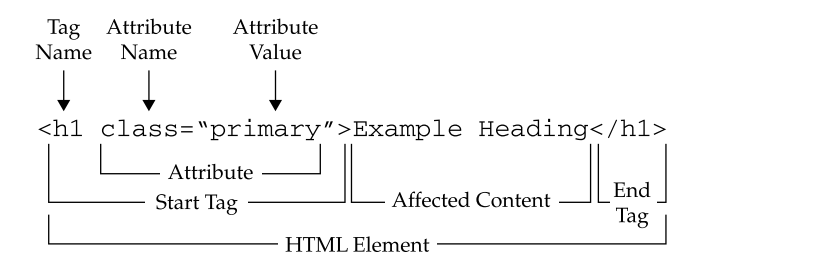 Tag Attribute Attribute
Name Name Value
<h1 class=“primary”>Example Heading</h1>
Attribute
Start Tag
Affected Content
End
Tag
HTML Element